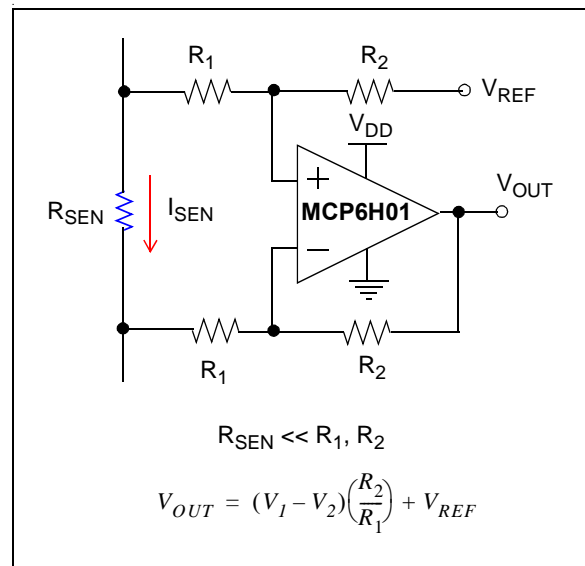 R1
R2
VREF
VDD
VOUT
+
MCP6H01
RSEN
ISEN
−
R1
R2
RSEN << R1, R2
VOUT = (V1 – V2)(R2/R1) + VREF